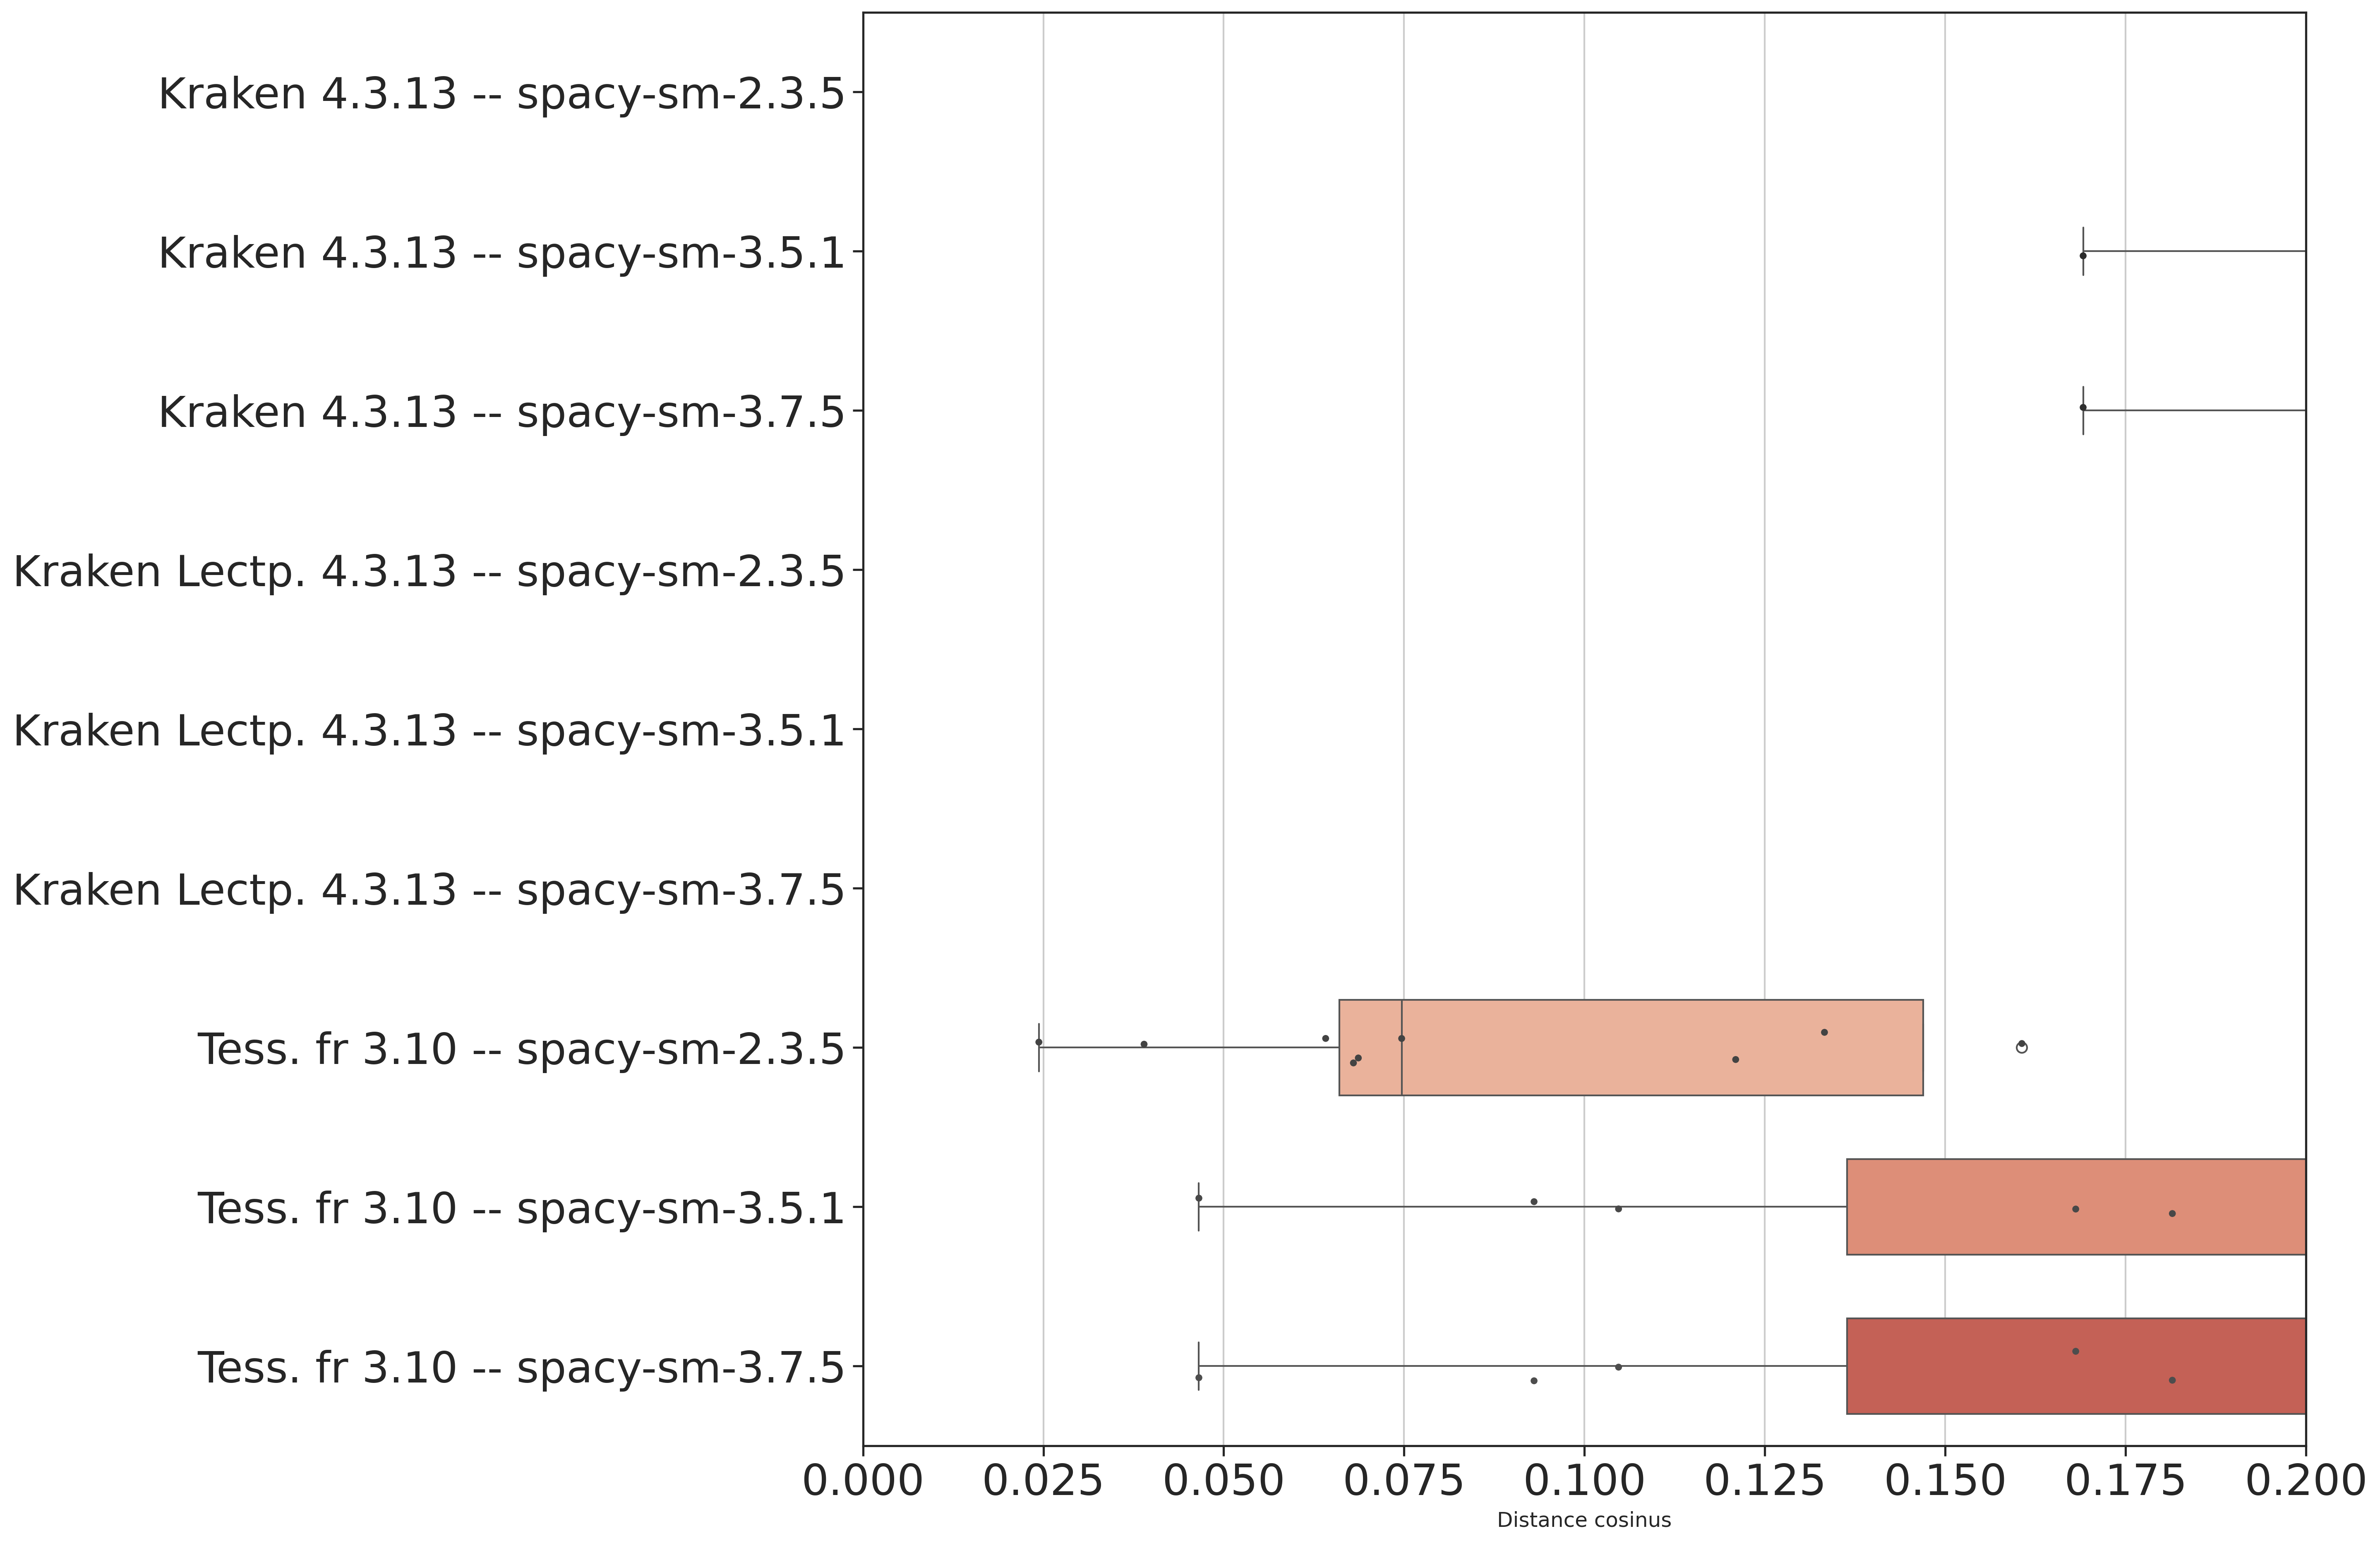 Kraken 4.3.13 -- spacy-sm-2.3.5
Kraken 4.3.13 -- spacy-sm-3.5.1
Kraken 4.3.13 -- spacy-sm-3.7.5
Kraken Lectp. 4.3.13 -- spacy-sm-2.3.5
Kraken Lectp. 4.3.13 -- spacy-sm-3.5.1
Kraken Lectp. 4.3.13 -- spacy-sm-3.7.5
Tess. fr 3.10 -- spacy-sm-2.3.5
Tess. fr 3.10 -- spacy-sm-3.5.1
Tess. fr 3.10 -- spacy-sm-3.7.5
0.000 0.025 0.050 0.075 0.100 0.125 0.150 0.175 0.200
Distance cosinus